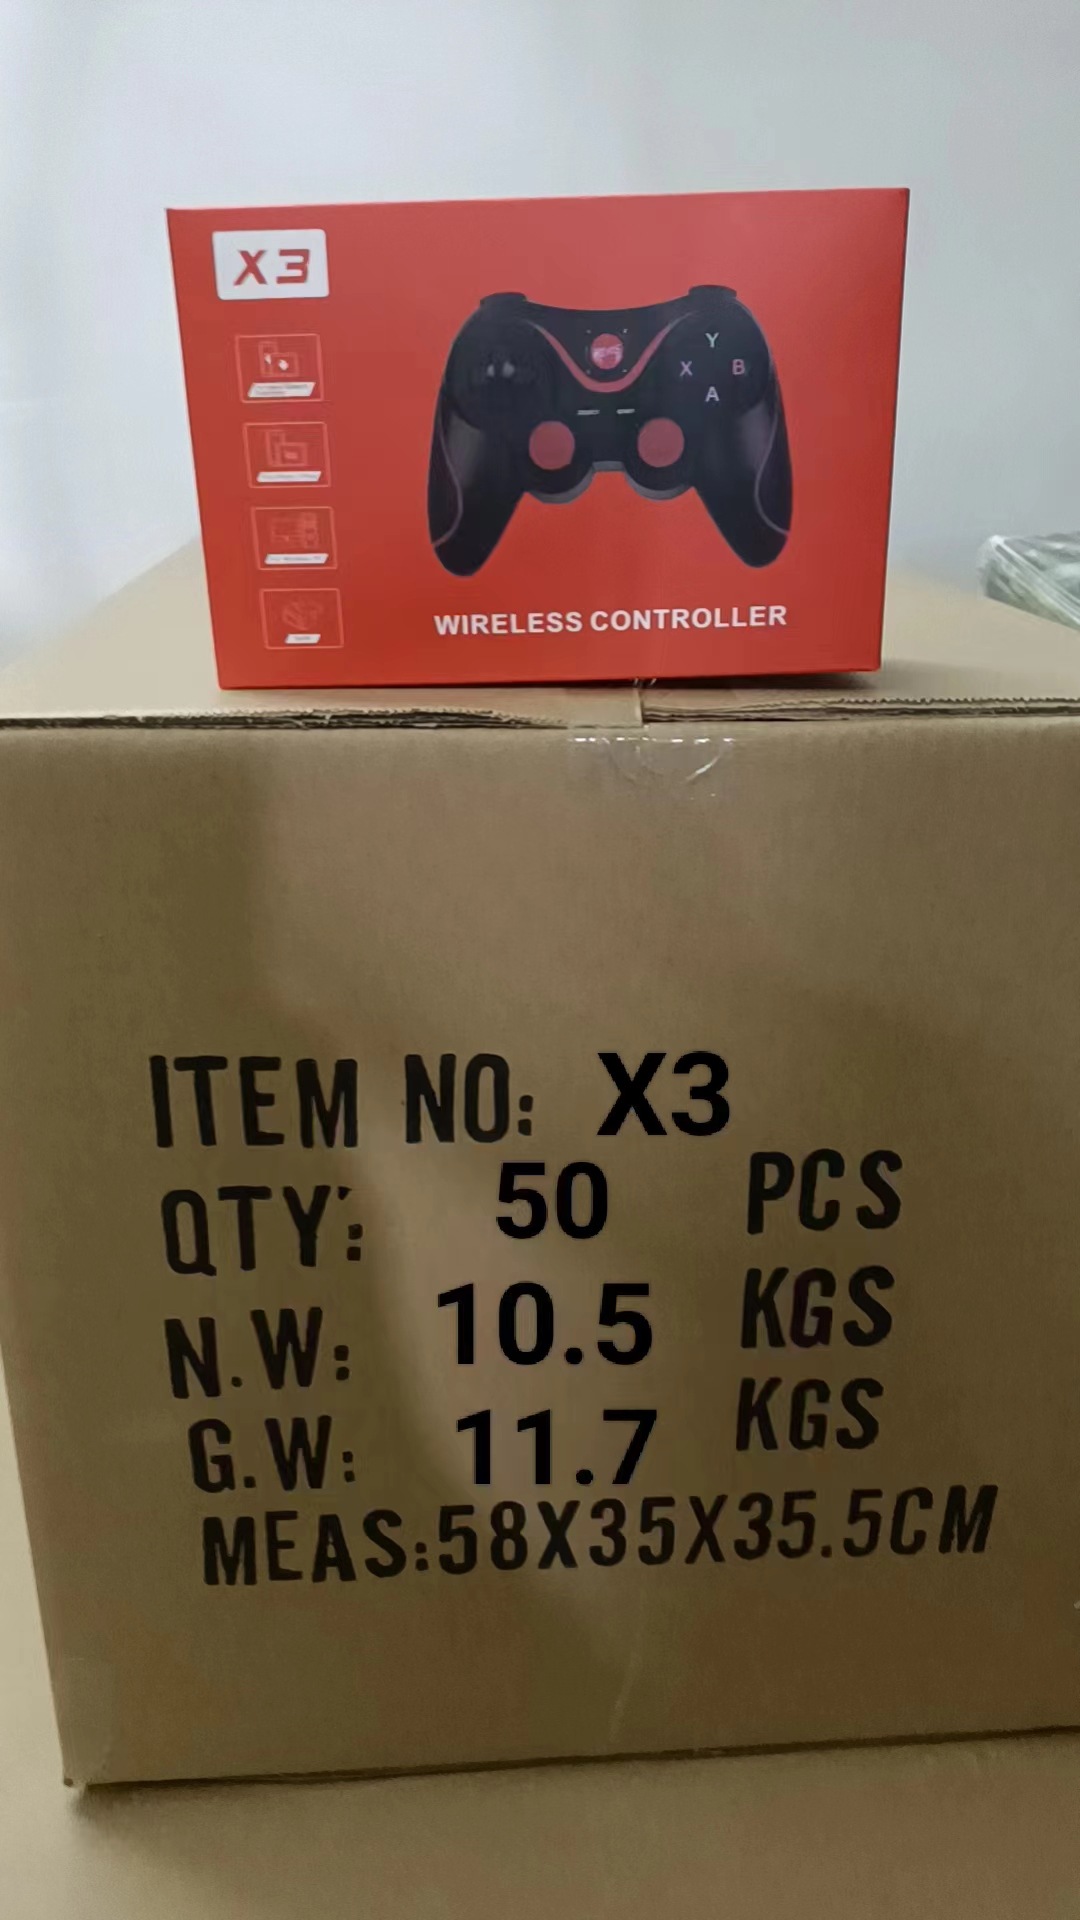 X3
Y
X B
A
WIRELESS CONTROLLER
ITEM NO: X3
QTY': 50 PCS
N.W: 10.5 KGS
G.W: 11.7 KGS
MEAS:58X35X35.5CM